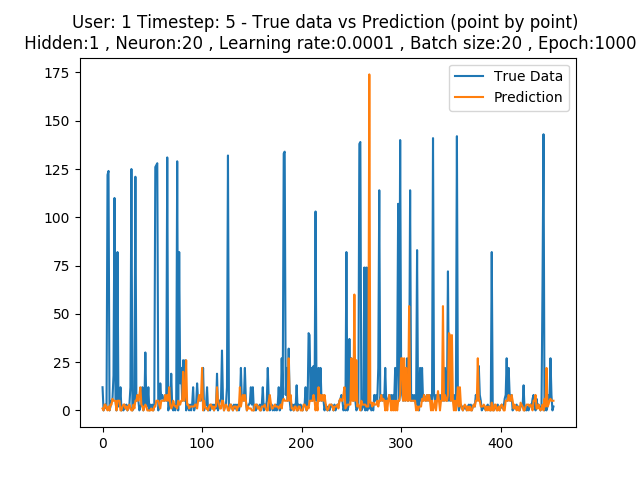 User: 1 Timestep: 5 - True data vs Prediction (point by point)
Hidden:1 , Neuron:20 , Learning rate:0.0001 , Batch size:20 , Epoch:1000
True Data
Prediction
175
150
125
100
75
50
25
0
0 100 200 300 400